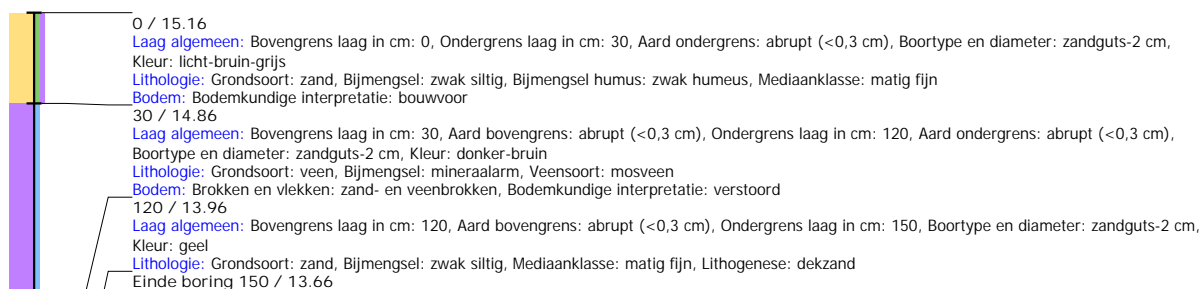 0 / 15.16
Laag algemeen: Bovengrens laag in cm: 0, Ondergrens laag in cm: 30, Aard ondergrens: abrupt (<0,3 cm), Boortype en diameter: zandguts-2 cm,
Kleur: licht-bruin-grijs
Lithologie: Grondsoort: zand, Bijmengsel: zwak siltig, Bijmengsel humus: zwak humeus, Mediaanklasse: matig fijn
Bodem: Bodemkundige interpretatie: bouwvoor
30 / 14.86
Laag algemeen: Bovengrens laag in cm: 30, Aard bovengrens: abrupt (<0,3 cm), Ondergrens laag in cm: 120, Aard ondergrens: abrupt (<0,3 cm),
Boortype en diameter: zandguts-2 cm, Kleur: donker-bruin
Lithologie: Grondsoort: veen, Bijmengsel: mineraalarm, Veensoort: mosveen
Bodem: Brokken en vlekken: zand- en veenbrokken, Bodemkundige interpretatie: verstoord
120 / 13.96
Laag algemeen: Bovengrens laag in cm: 120, Aard bovengrens: abrupt (<0,3 cm), Ondergrens laag in cm: 150, Boortype en diameter: zandguts-2 cm,
Kleur: geel
Lithologie: Grondsoort: zand, Bijmengsel: zwak siltig, Mediaanklasse: matig fijn, Lithogenese: dekzand
Einde boring 150 / 13.66